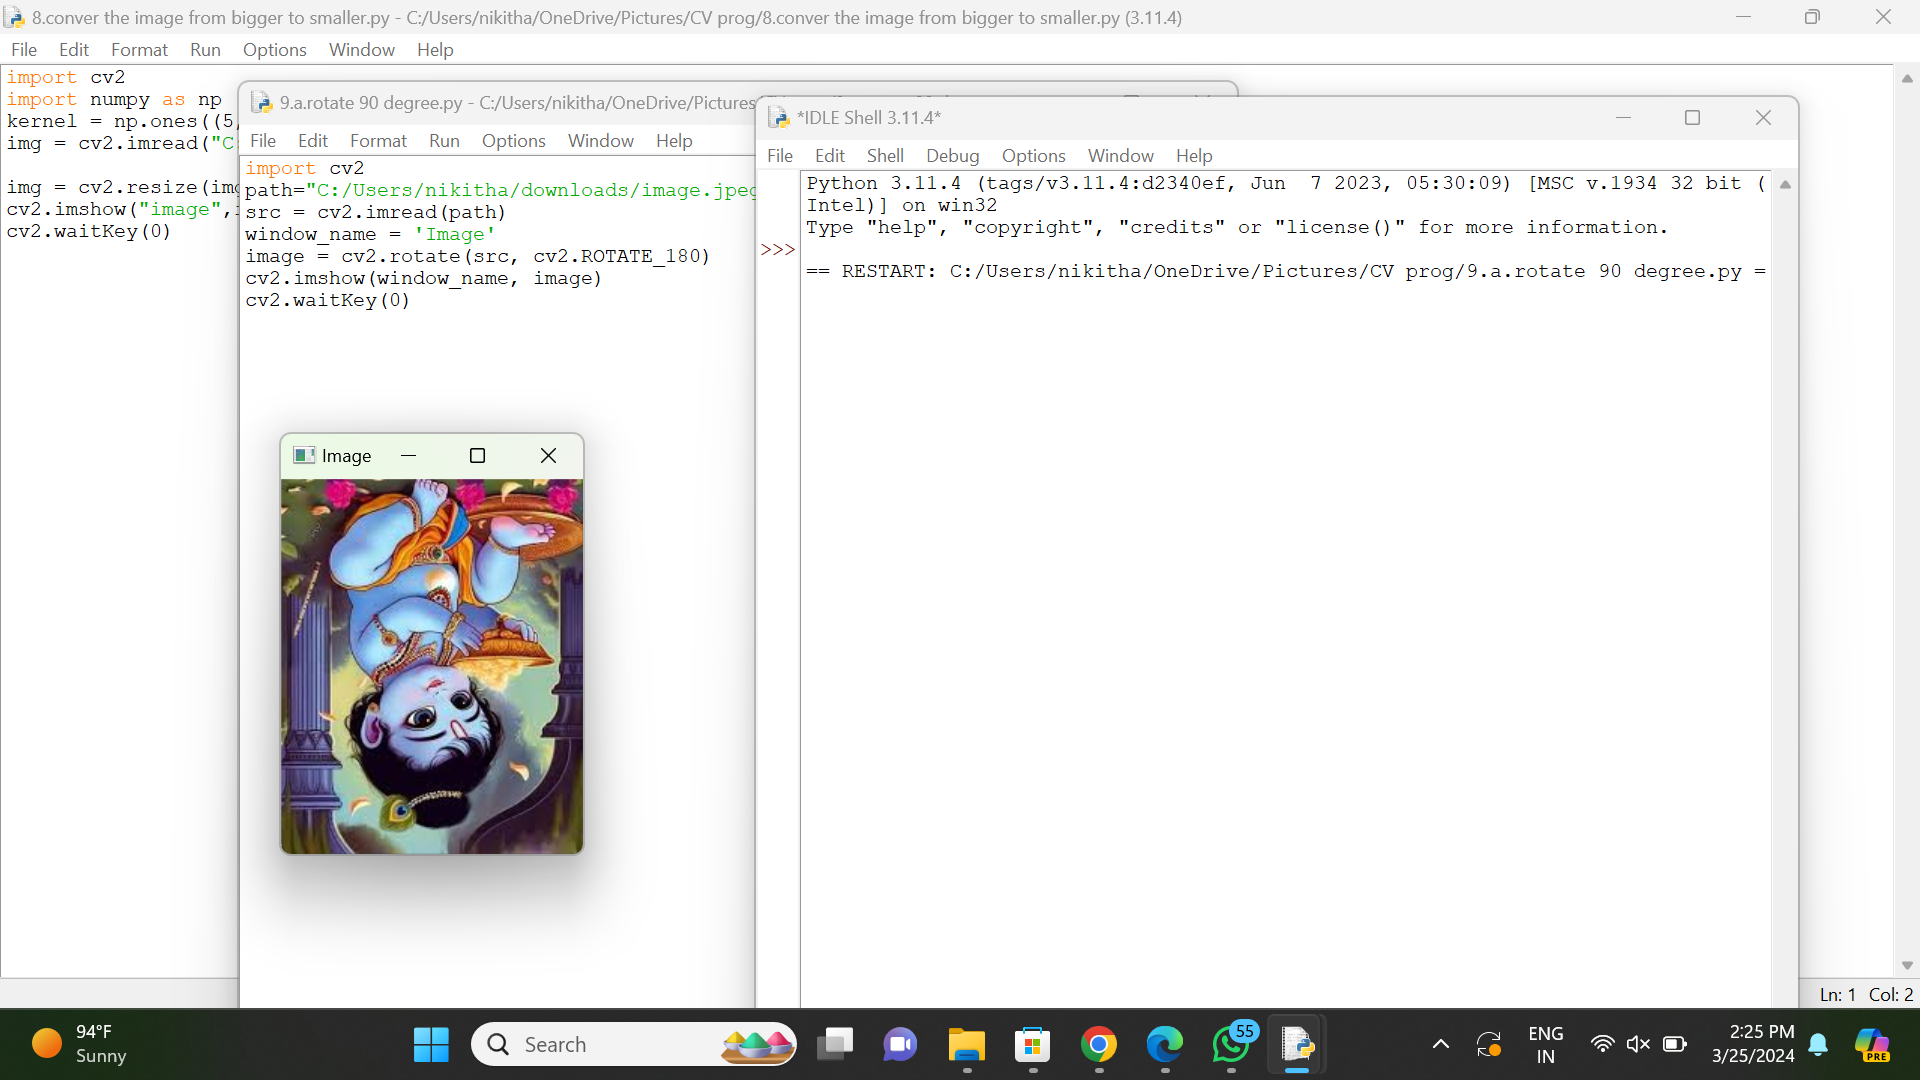 8.conver the image from bigger to smaller.py - C:/Users/nikitha/OneDrive/Pictures/CV prog/8.conver the image from bigger to smaller.py (3.11.4)
File Edit Format Run Options Window Help
import cv2
import numpy as np
kernel = np.ones((5,
img = cv2.imread("C:
img = cv2.resize(img
cv2.imshow("image",
cv2.waitKey(0)
9.a.rotate 90 degree.py - C:/Users/nikitha/OneDrive/Pictures
File Edit Format Run Options Window Help
import cv2
path="C:/Users/nikitha/downloads/image.jpeg
src = cv2.imread(path)
window_name = 'Image'
image = cv2.rotate(src, cv2.ROTATE_180)
cv2.imshow(window_name, image)
cv2.waitKey(0)
Image
*IDLE Shell 3.11.4*
File Edit Shell Debug Options Window Help
Python 3.11.4 (tags/v3.11.4:d2340ef, Jun  7 2023, 05:30:09) [MSC v.1934 32 bit (
Intel)] on win32
Type "help", "copyright", "credits" or "license()" for more information.
>>>
== RESTART: C:/Users/nikitha/OneDrive/Pictures/CV prog/9.a.rotate 90 degree.py =
Ln: 1 Col: 2
94°F
Sunny
Search
55
ENG
IN
2:25 PM
3/25/2024
PRE